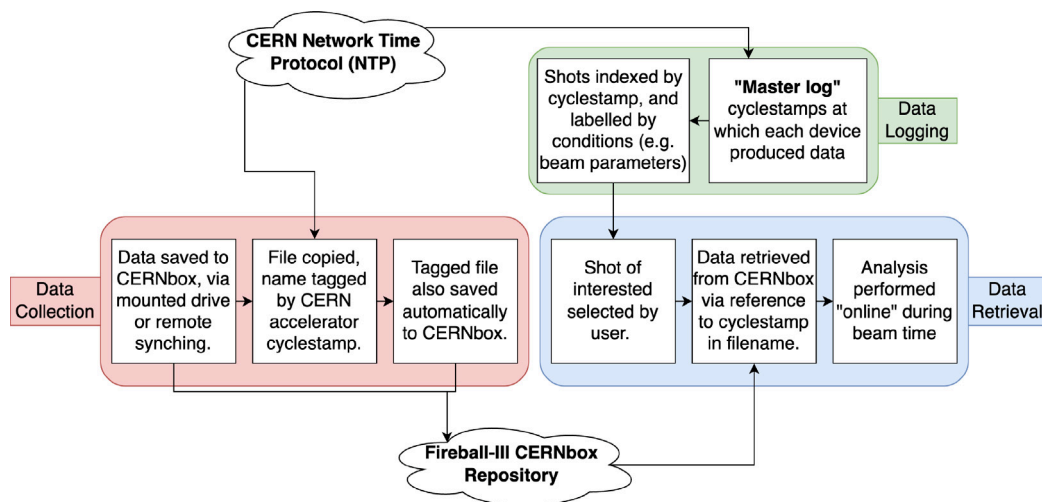 CERN Network Time
Protocol (NTP)
Shots indexed by
cyclestamp, and
labelled by
conditions (e.g.
beam parameters)
"Master log"
cyclestamps at
which each device
produced data
Data
Logging
Data
Collection
Data saved to
CERNbox, via
mounted drive
or remote
synching.
File copied,
name tagged
by CERN
accelerator
cyclestamp.
Tagged file
also saved
automatically
to CERNbox.
Shot of
interested
selected by
user.
Data retrieved
from CERNbox
via reference
to cyclestamp
in filename.
Analysis
performed
"online" during
beam time
Data
Retrieval
Fireball-III CERNbox
Repository